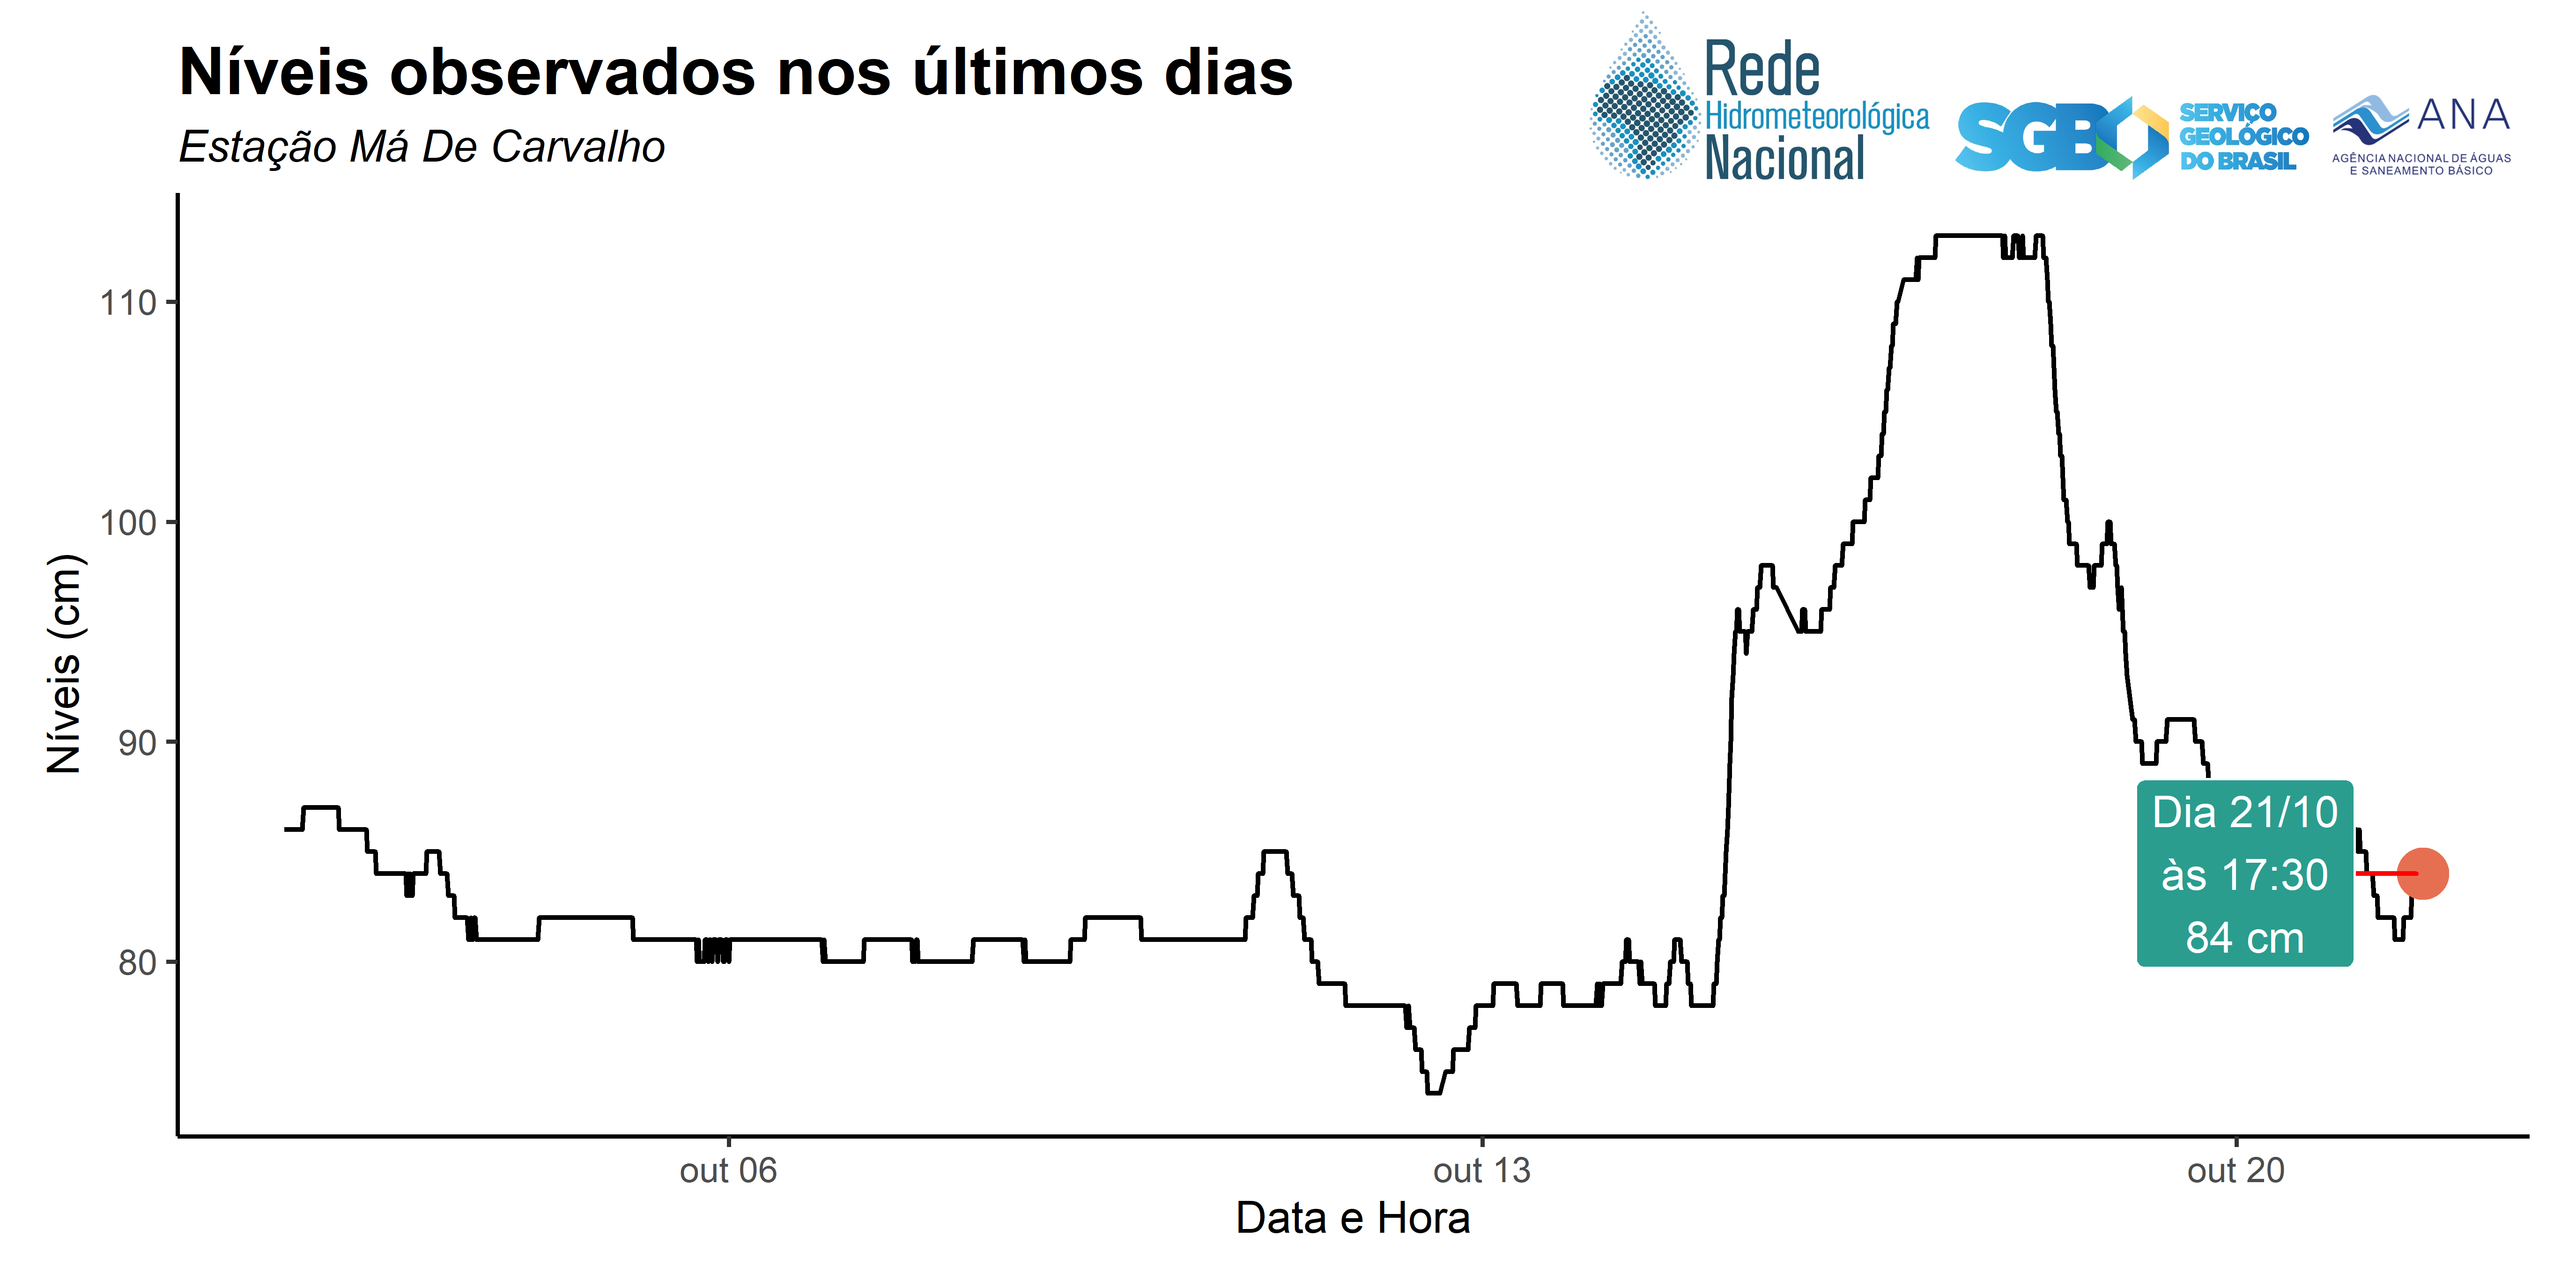 Níveis observados nos últimos dias
Estação Má De Carvalho
Rede
Hidrometeorológica
Nacional
SGB
SERVIÇO
GEOLÓGICO
DO BRASIL
ANA
AGÊNCIA NACIONAL DE ÁGUAS
E SANEAMENTO BÁSICO
Níveis (cm)
110
100
90
80
Dia 21/10
às 17:30
84 cm
out 06
out 13
out 20
Data e Hora